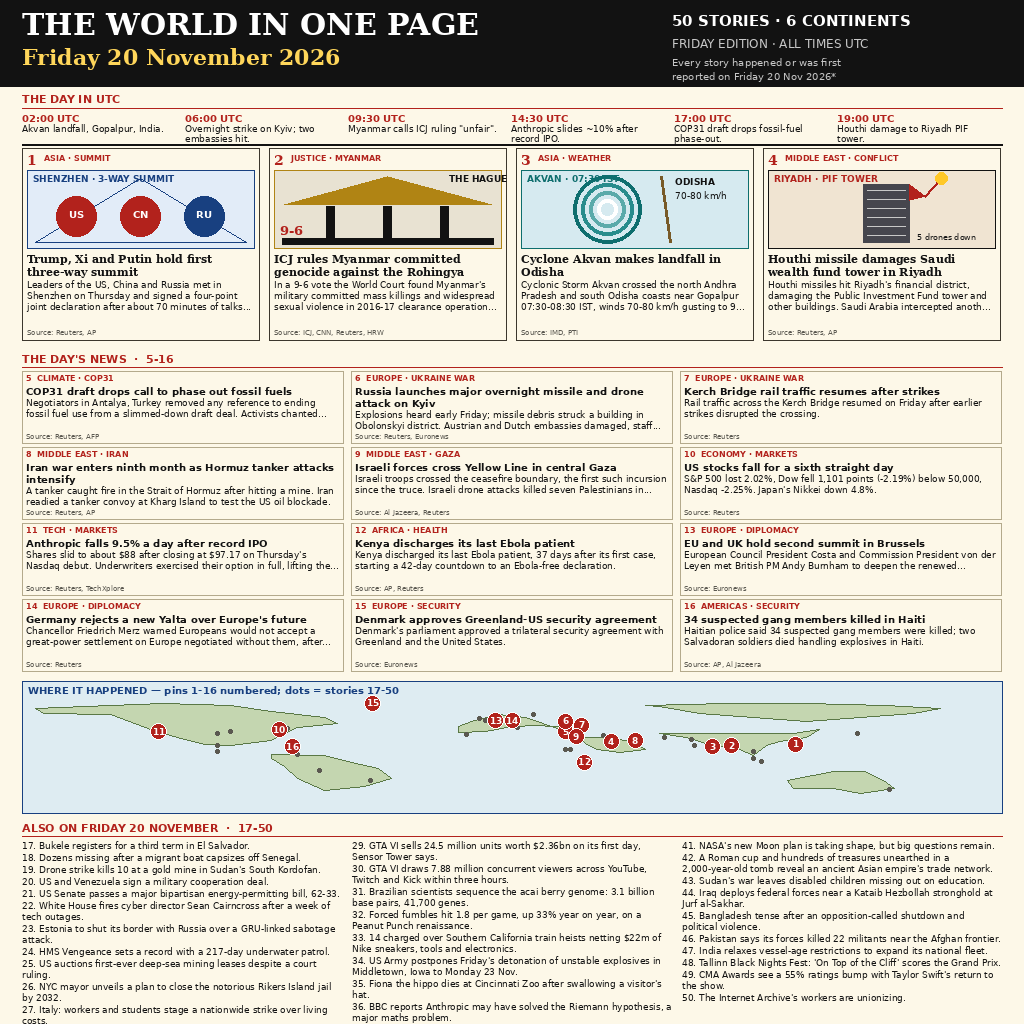 THE WORLD IN ONE PAGE
Friday 20 November 2026
50 STORIES · 6 CONTINENTS
FRIDAY EDITION · ALL TIMES UTC
Every story happened or was first
reported on Friday 20 Nov 2026*
THE DAY IN UTC
02:00 UTC
Akvan landfall, Gopalpur, India.
06:00 UTC
Overnight strike on Kyiv; two
embassies hit.
09:30 UTC
Myanmar calls ICJ ruling "unfair".
14:30 UTC
Anthropic slides ~10% after
record IPO.
17:00 UTC
COP31 draft drops fossil-fuel
phase-out.
19:00 UTC
Houthi damage to Riyadh PIF
tower.
1 ASIA · SUMMIT
SHENZHEN · 3-WAY SUMMIT
US
CN
RU
Trump, Xi and Putin hold first
three-way summit
Leaders of the US, China and Russia met in
Shenzhen on Thursday and signed a four-point
joint declaration after about 70 minutes of talks...
Source: Reuters, AP
2 JUSTICE · MYANMAR
THE HAGUE
9-6
ICJ rules Myanmar committed
genocide against the Rohingya
In a 9-6 vote the World Court found Myanmar's
military committed mass killings and widespread
sexual violence in 2016-17 clearance operation...
Source: ICJ, CNN, Reuters, HRW
3 ASIA · WEATHER
AKVAN · 07:30 IST
ODISHA
70-80 km/h
Cyclone Akvan makes landfall in
Odisha
Cyclonic Storm Akvan crossed the north Andhra
Pradesh and south Odisha coasts near Gopalpur
07:30-08:30 IST, winds 70-80 km/h gusting to 9...
Source: IMD, PTI
4 MIDDLE EAST · CONFLICT
RIYADH · PIF TOWER
5 drones down
Houthi missile damages Saudi
wealth fund tower in Riyadh
Houthi missiles hit Riyadh's financial district,
damaging the Public Investment Fund tower and
other buildings. Saudi Arabia intercepted anoth...
Source: Reuters, AP
THE DAY'S NEWS · 5-16
5 CLIMATE · COP31
COP31 draft drops call to phase out fossil fuels
Negotiators in Antalya, Turkey removed any reference to ending
fossil fuel use from a slimmed-down draft deal. Activists chanted...
Source: Reuters, AFP
6 EUROPE · UKRAINE WAR
Russia launches major overnight missile and drone
attack on Kyiv
Explosions heard early Friday; missile debris struck a building in
Obolonskyi district. Austrian and Dutch embassies damaged, staff...
Source: Reuters, Euronews
7 EUROPE · UKRAINE WAR
Kerch Bridge rail traffic resumes after strikes
Rail traffic across the Kerch Bridge resumed on Friday after earlier
strikes disrupted the crossing.
Source: Reuters
8 MIDDLE EAST · IRAN
Iran war enters ninth month as Hormuz tanker attacks
intensify
A tanker caught fire in the Strait of Hormuz after hitting a mine. Iran
readied a tanker convoy at Kharg Island to test the US oil blockade.
Source: Reuters, AP
9 MIDDLE EAST · GAZA
Israeli forces cross Yellow Line in central Gaza
Israeli troops crossed the ceasefire boundary, the first such incursion
since the truce. Israeli drone attacks killed seven Palestinians in...
Source: Al Jazeera, Reuters
10 ECONOMY · MARKETS
US stocks fall for a sixth straight day
S&P 500 lost 2.02%, Dow fell 1,101 points (-2.19%) below 50,000,
Nasdaq -2.25%. Japan's Nikkei down 4.8%.
Source: Reuters
11 TECH · MARKETS
Anthropic falls 9.5% a day after record IPO
Shares slid to about $88 after closing at $97.17 on Thursday's
Nasdaq debut. Underwriters exercised their option in full, lifting the...
Source: Reuters, TechXplore
12 AFRICA · HEALTH
Kenya discharges its last Ebola patient
Kenya discharged its last Ebola patient, 37 days after its first case,
starting a 42-day countdown to an Ebola-free declaration.
Source: AP, Reuters
13 EUROPE · DIPLOMACY
EU and UK hold second summit in Brussels
European Council President Costa and Commission President von der
Leyen met British PM Andy Burnham to deepen the renewed...
Source: Euronews
14 EUROPE · DIPLOMACY
Germany rejects a new Yalta over Europe's future
Chancellor Friedrich Merz warned Europeans would not accept a
great-power settlement on Europe negotiated without them, after...
Source: Reuters
15 EUROPE · SECURITY
Denmark approves Greenland-US security agreement
Denmark's parliament approved a trilateral security agreement with
Greenland and the United States.
Source: Euronews
16 AMERICAS · SECURITY
34 suspected gang members killed in Haiti
Haitian police said 34 suspected gang members were killed; two
Salvadoran soldiers died handling explosives in Haiti.
Source: AP, Al Jazeera
WHERE IT HAPPENED — pins 1-16 numbered; dots = stories 17-50
15
13
14
6
7
5
9
4
8
3
2
1
11
10
16
12
ALSO ON FRIDAY 20 NOVEMBER · 17-50
17. Bukele registers for a third term in El Salvador.
18. Dozens missing after a migrant boat capsizes off Senegal.
19. Drone strike kills 10 at a gold mine in Sudan's South Kordofan.
20. US and Venezuela sign a military cooperation deal.
21. US Senate passes a major bipartisan energy-permitting bill, 62-33.
22. White House fires cyber director Sean Cairncross after a week of
tech outages.
23. Estonia to shut its border with Russia over a GRU-linked sabotage
attack.
24. HMS Vengeance sets a record with a 217-day underwater patrol.
25. US auctions first-ever deep-sea mining leases despite a court
ruling.
26. NYC mayor unveils a plan to close the notorious Rikers Island jail
by 2032.
27. Italy: workers and students stage a nationwide strike over living
costs.
29. GTA VI sells 24.5 million units worth $2.36bn on its first day,
Sensor Tower says.
30. GTA VI draws 7.88 million concurrent viewers across YouTube,
Twitch and Kick within three hours.
31. Brazilian scientists sequence the acai berry genome: 3.1 billion
base pairs, 41,700 genes.
32. Forced fumbles hit 1.8 per game, up 33% year on year, on a
Peanut Punch renaissance.
33. 14 charged over Southern California train heists netting $22m of
Nike sneakers, tools and electronics.
34. US Army postpones Friday's detonation of unstable explosives in
Middletown, Iowa to Monday 23 Nov.
35. Fiona the hippo dies at Cincinnati Zoo after swallowing a visitor's
hat.
36. BBC reports Anthropic may have solved the Riemann hypothesis, a
major maths problem.
41. NASA's new Moon plan is taking shape, but big questions remain.
42. A Roman cup and hundreds of treasures unearthed in a
2,000-year-old tomb reveal an ancient Asian empire's trade network.
43. Sudan's war leaves disabled children missing out on education.
44. Iraq deploys federal forces near a Kataib Hezbollah stronghold at
Jurf al-Sakhar.
45. Bangladesh tense after an opposition-called shutdown and
political violence.
46. Pakistan says its forces killed 22 militants near the Afghan frontier.
47. India relaxes vessel-age restrictions to expand its national fleet.
48. Tallinn Black Nights Fest: 'On Top of the Cliff' scores the Grand Prix.
49. CMA Awards see a 55% ratings bump with Taylor Swift's return to
the show.
50. The Internet Archive's workers are unionizing.